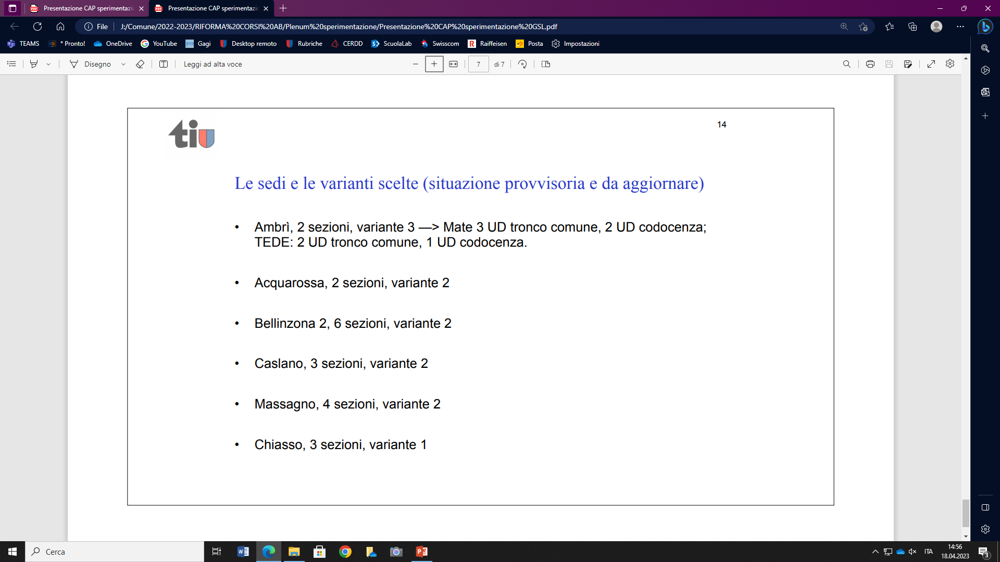 Presentazione CAP sperimentazi
Presentazione CAP sperimentazi
File
J:/Comune/2022-2023/RIFORMA%20CORSI%20AB/Plenum%20sperimentazione/Presentazione%20CAP%20sperimentazione%20GSL.pdf
TEAMS
* Pronto!
OneDrive
YouTube
Gagi
Desktop remoto
Rubriche
CERDD
ScuolaLab
Swisscom
Raiffeisen
Posta
Impostazioni
Disegno
Leggi ad alta voce
7
di 7
ti
14
Le sedi e le varianti scelte (situazione provvisoria e da aggiornare)
• Ambrì, 2 sezioni, variante 3 —> Mate 3 UD tronco comune, 2 UD codocenza;
TEDE: 2 UD tronco comune, 1 UD codocenza.
• Acquarossa, 2 sezioni, variante 2
• Bellinzona 2, 6 sezioni, variante 2
• Caslano, 3 sezioni, variante 2
• Massagno, 4 sezioni, variante 2
• Chiasso, 3 sezioni, variante 1
Cerca
ITA
14:56
18.04.2023
3